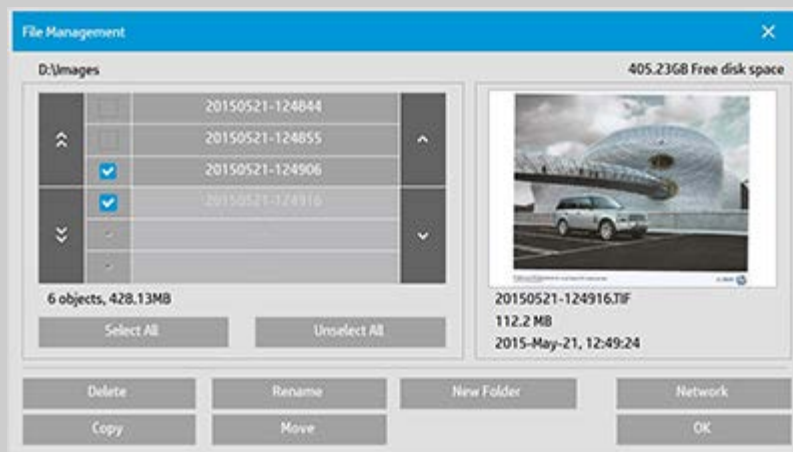 File Management
D:\Images
405.23GB Free disk space
20150521-124844
20150521-124855
20150521-124906
20150521-124916
6 objects, 428.13MB
Select All
Unselect All
20150521-124916.TIF
112.2 MB
2015-May-21, 12:49:24
Delete
Rename
New Folder
Network
Copy
Move
OK